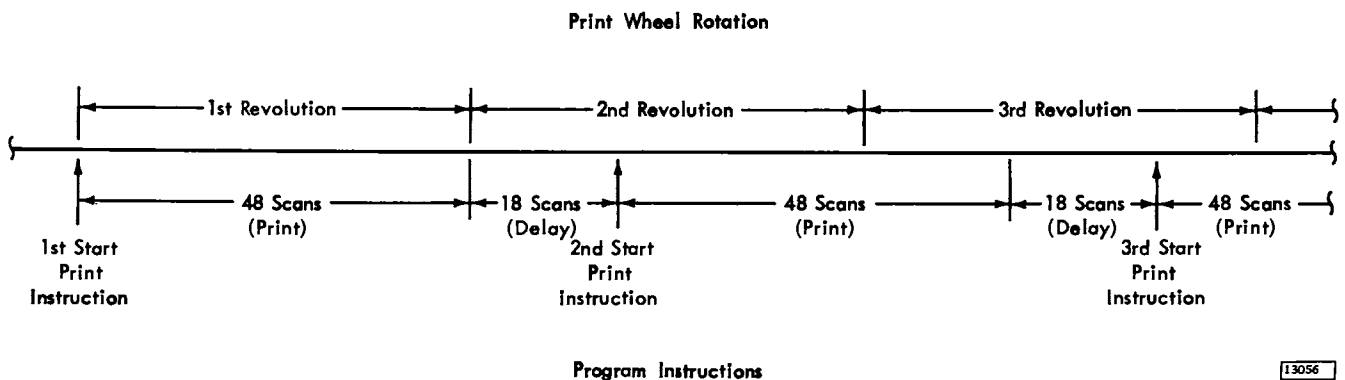 Print Wheel Rotation
1st Revolution
2nd Revolution
3rd Revolution
48 Scans
(Print)
18 Scans
(Delay)
48 Scans
(Print)
18 Scans
(Delay)
48 Scans
(Print)
1st Start
Print
Instruction
2nd Start
Print
Instruction
3rd Start
Print
Instruction
Program Instructions
13056